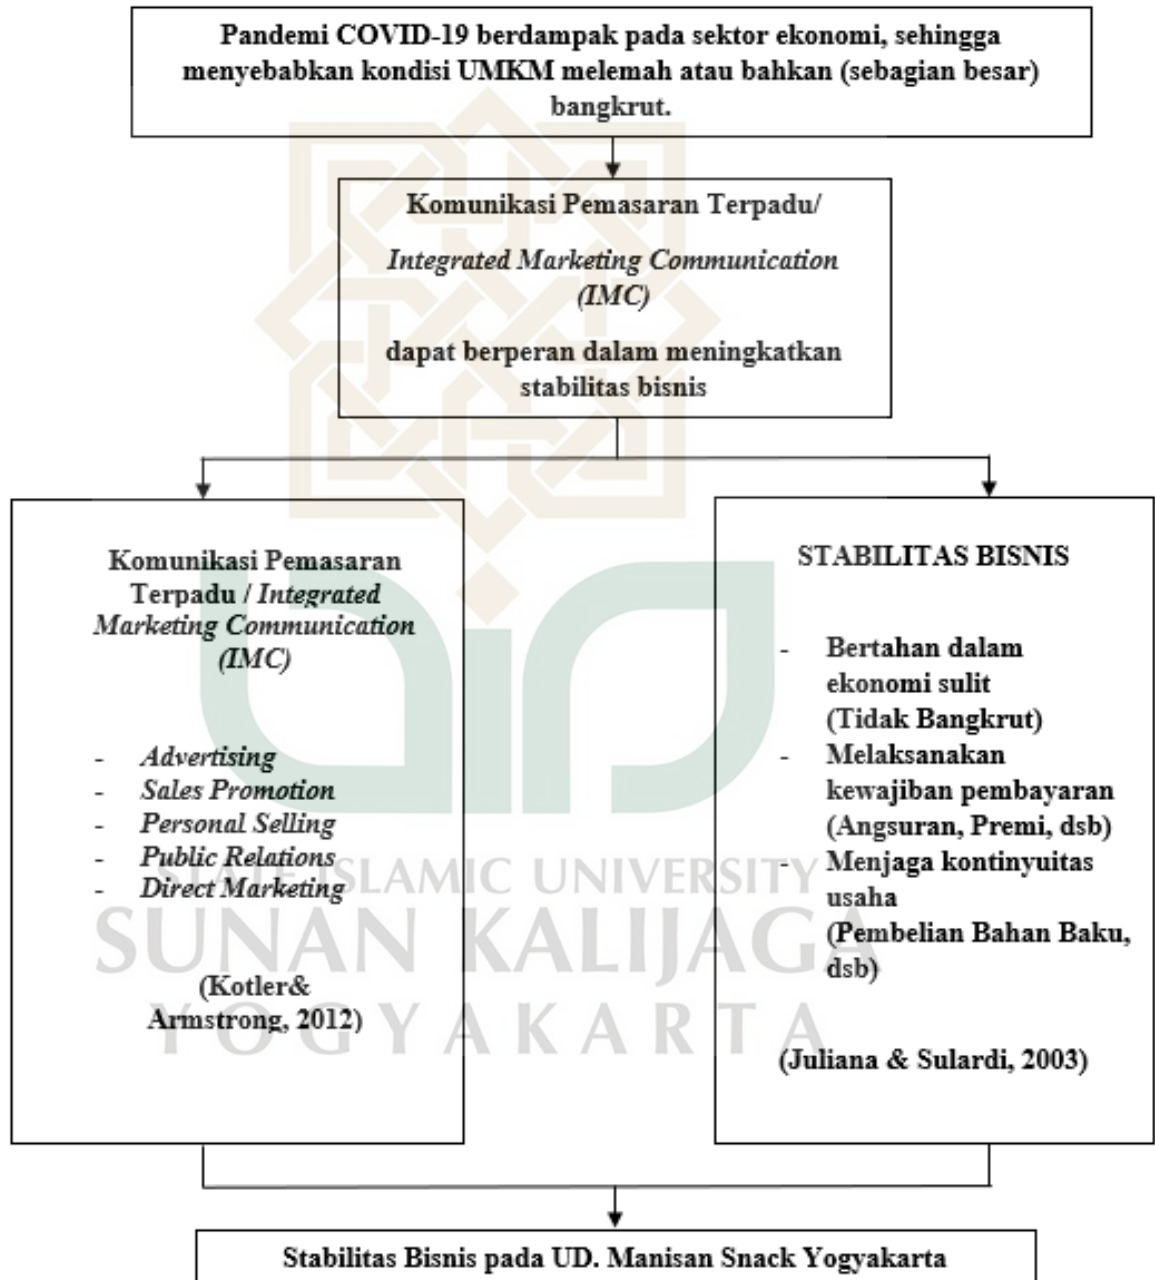 Pandemi COVID-19 berdampak pada sektor ekonomi, sehingga
menyebabkan kondisi UMKM melemah atau bahkan (sebagian besar)
bangkrut.
Komunikasi Pemasaran Terpadu/
Integrated Marketing Communication
(IMC)
dapat berperan dalam meningkatkan
stabilitas bisnis
Komunikasi Pemasaran
Terpadu / Integrated
Marketing Communication
(IMC)
- Advertising
- Sales Promotion
- Personal Selling
- Public Relations
- Direct Marketing
(Kotler&
Armstrong, 2012)
STABILITAS BISNIS
- Bertahan dalam
ekonomi sulit
(Tidak Bangkrut)
- Melaksanakan
kewajiban pembayaran
(Angsuran, Premi, dsb)
- Menjaga kontinyuitas
usaha
(Pembelian Bahan Baku,
dsb)
(Juliana & Sulardi, 2003)
STATE ISLAMIC UNIVERSITY
SUNAN KALIJAGA
YOGYAKARTA
Stabilitas Bisnis pada UD. Manisan Snack Yogyakarta